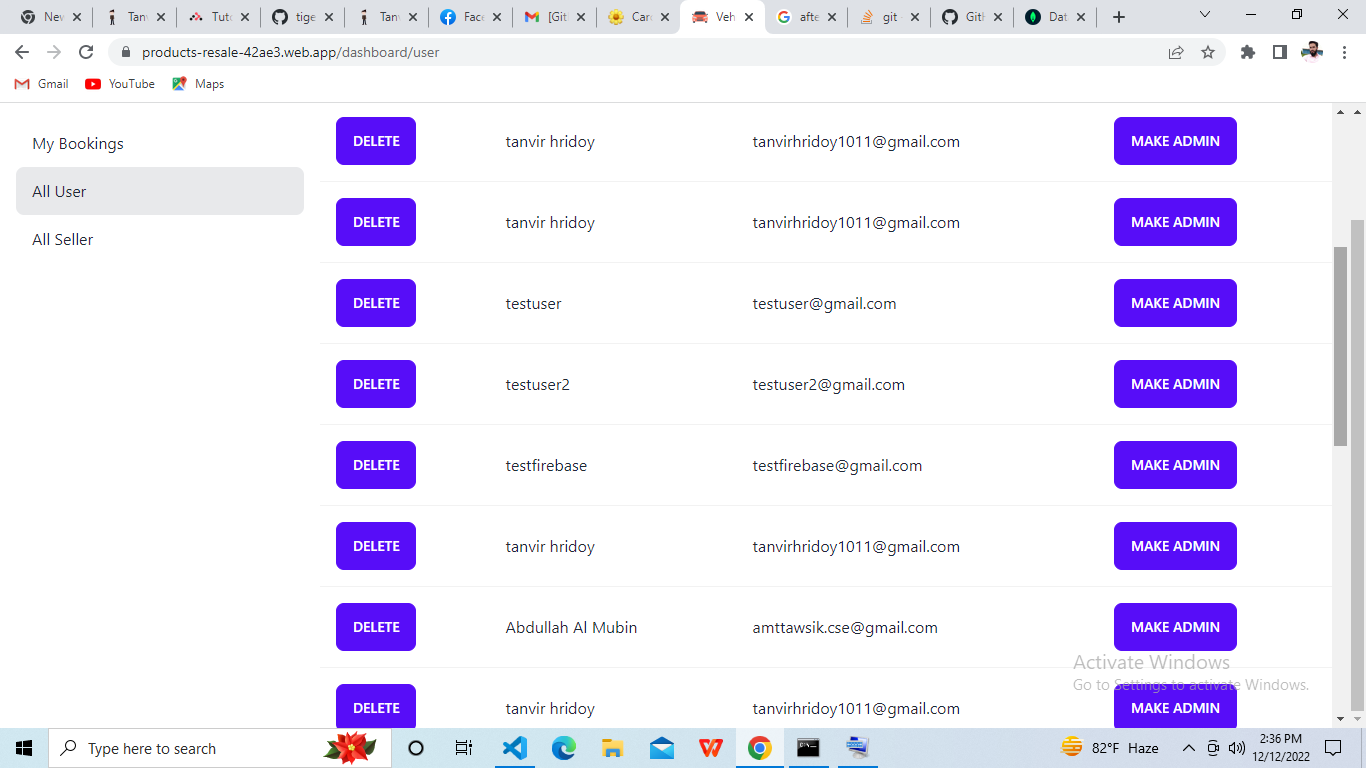 New
Tanv
Tuto
tige
Tanv
Face
[Git
Card
Veh
afte
git
Gith
Dat
products-resale-42ae3.web.app/dashboard/user
Gmail
YouTube
Maps
My Bookings
All User
All Seller
DELETE tanvir hridoy tanvirhridoy1011@gmail.com MAKE ADMIN
DELETE tanvir hridoy tanvirhridoy1011@gmail.com MAKE ADMIN
DELETE testuser testuser@gmail.com MAKE ADMIN
DELETE testuser2 testuser2@gmail.com MAKE ADMIN
DELETE testfirebase testfirebase@gmail.com MAKE ADMIN
DELETE tanvir hridoy tanvirhridoy1011@gmail.com MAKE ADMIN
DELETE Abdullah Al Mubin amttawsik.cse@gmail.com MAKE ADMIN
DELETE tanvir hridoy tanvirhridoy1011@gmail.com MAKE ADMIN
Activate Windows
Go to Settings to activate Windows.
Type here to search
82°F Haze
2:36 PM
12/12/2022